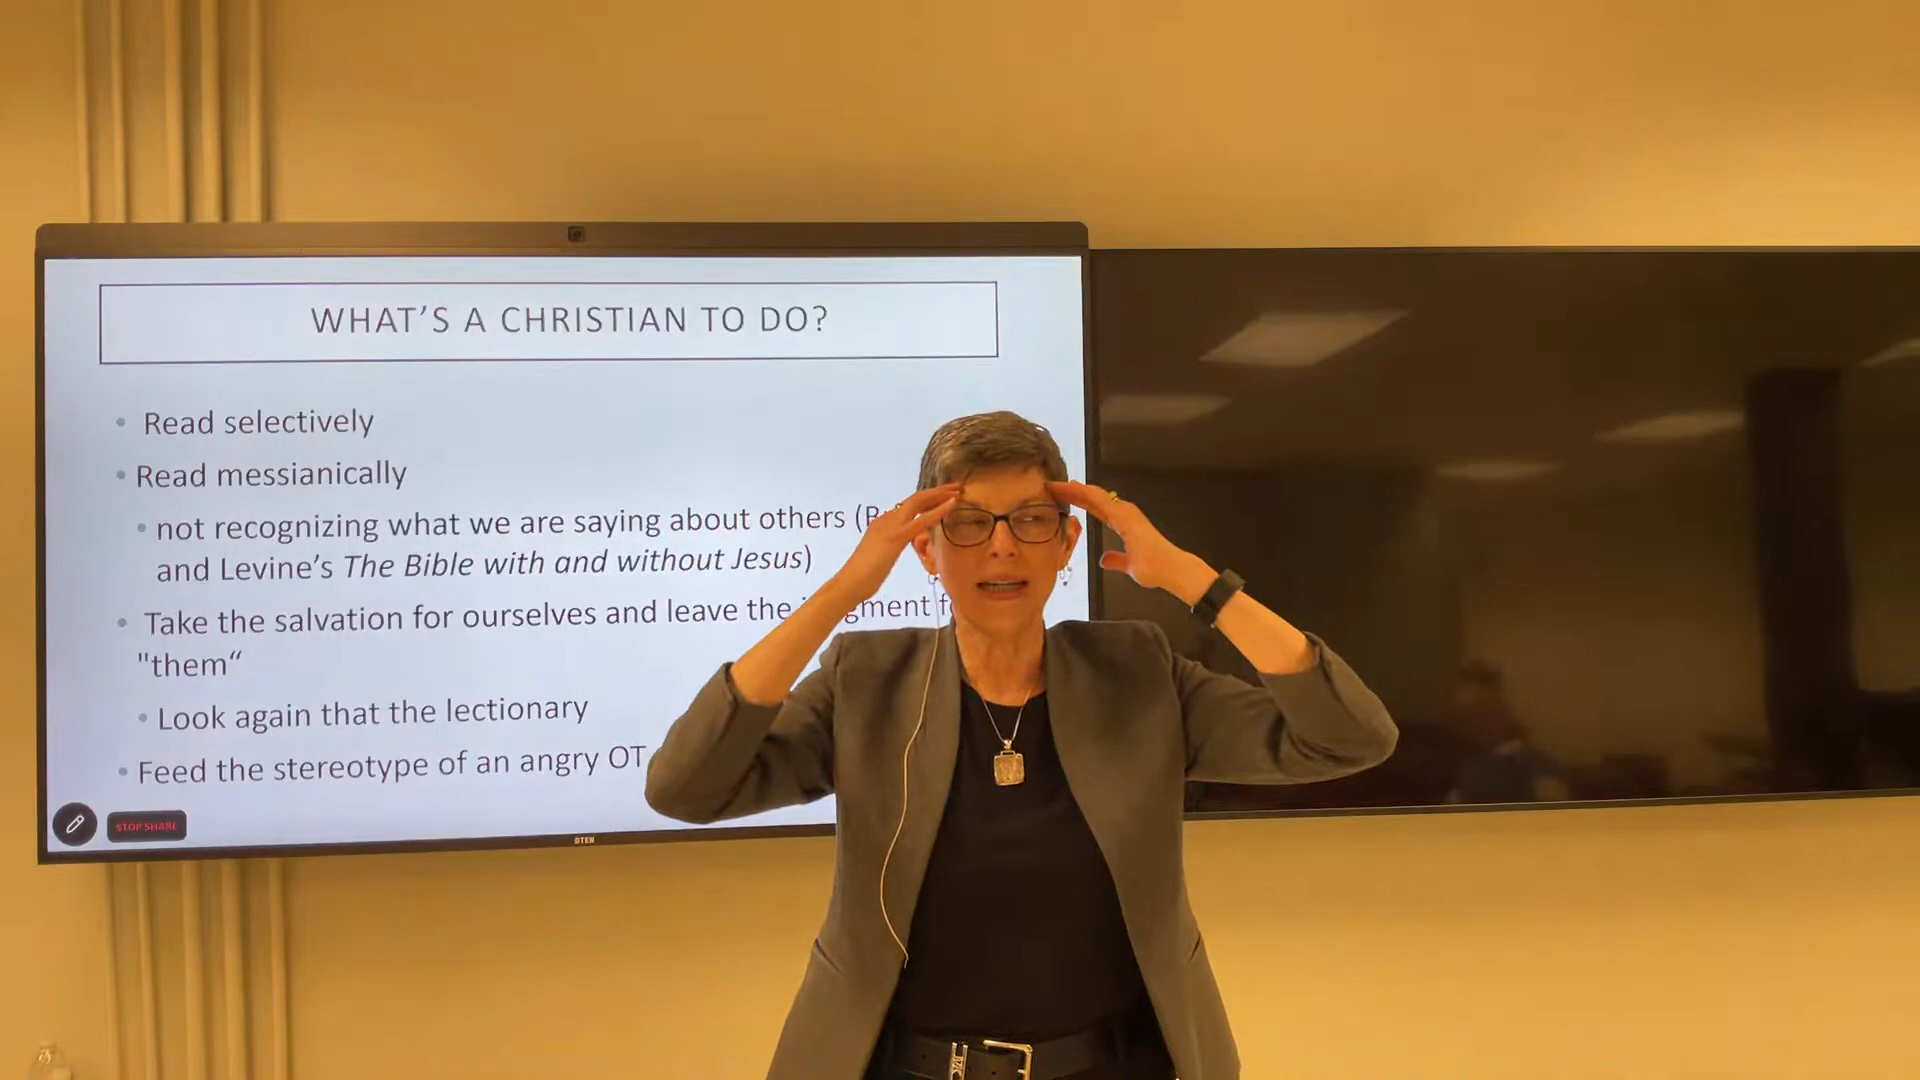 WHAT'S A CHRISTIAN TO DO?
• Read selectively
• Read messianically
• not recognizing what we are saying about others (
and Levine's The Bible with and without Jesus)
• Take the salvation for ourselves and leave the
"them“
• Look again that the lectionary
• Feed the stereotype of an angry OT
STOP SHARE
DTEN